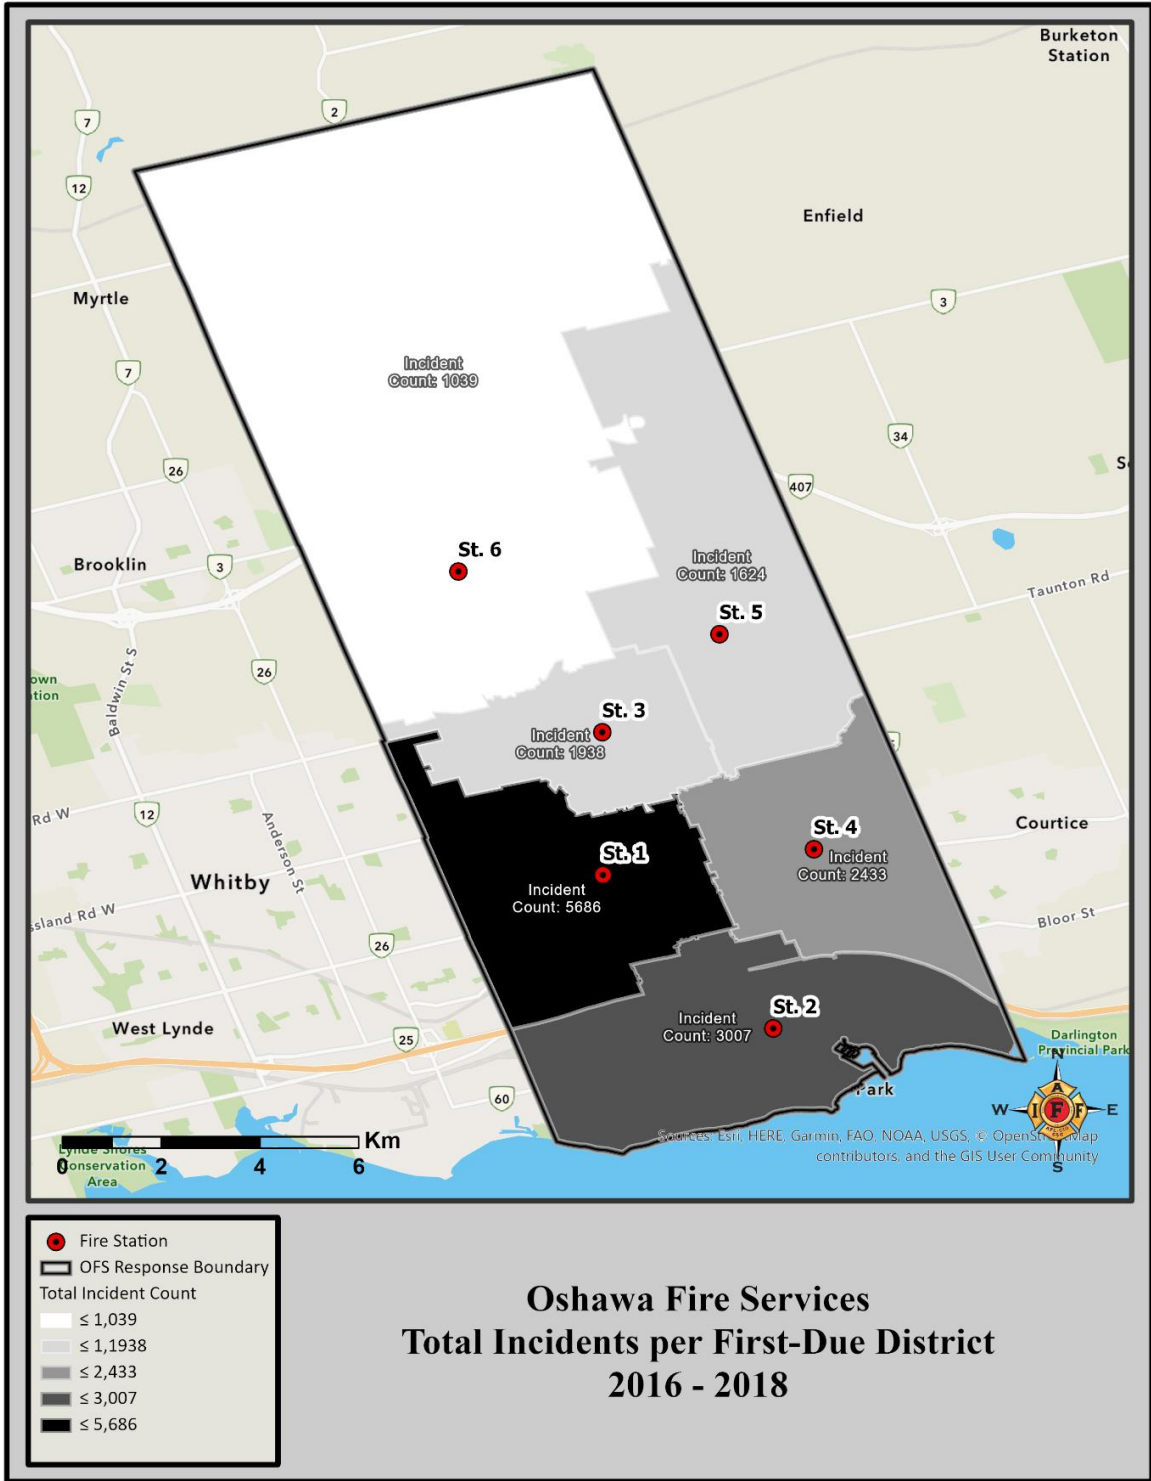 Burketon
Station
2
7
12
Enfield
Myrtle
3
Incident
Count: 1039
7
34
26
407
St. 6
Brooklin
3
Incident
Count: 1624
Taunton Rd
St. 5
26
Baldwin St S
St. 3
Incident
Count: 1938
12
Rd W
Anderson St
St. 4
Incident
Count: 2433
Courtice
St. 1
Incident
Count: 5686
Whitby
Rd W
Bloor St
26
West Lynde
25
St. 2
Incident
Count: 3007
Darlington
Provincial Park
60
Park
N
W
E
S
A
I
F
F
Sources: Esri, HERE, Garmin, FAO, NOAA, USGS, © OpenStreetMap
contributors, and the GIS User Community
Km
0 2 4 6
Lynde Shores
Conservation
Area
Fire Station
OFS Response Boundary
Total Incident Count
≤ 1,039
≤ 1,1938
≤ 2,433
≤ 3,007
≤ 5,686
Oshawa Fire Services
Total Incidents per First-Due District
2016 - 2018